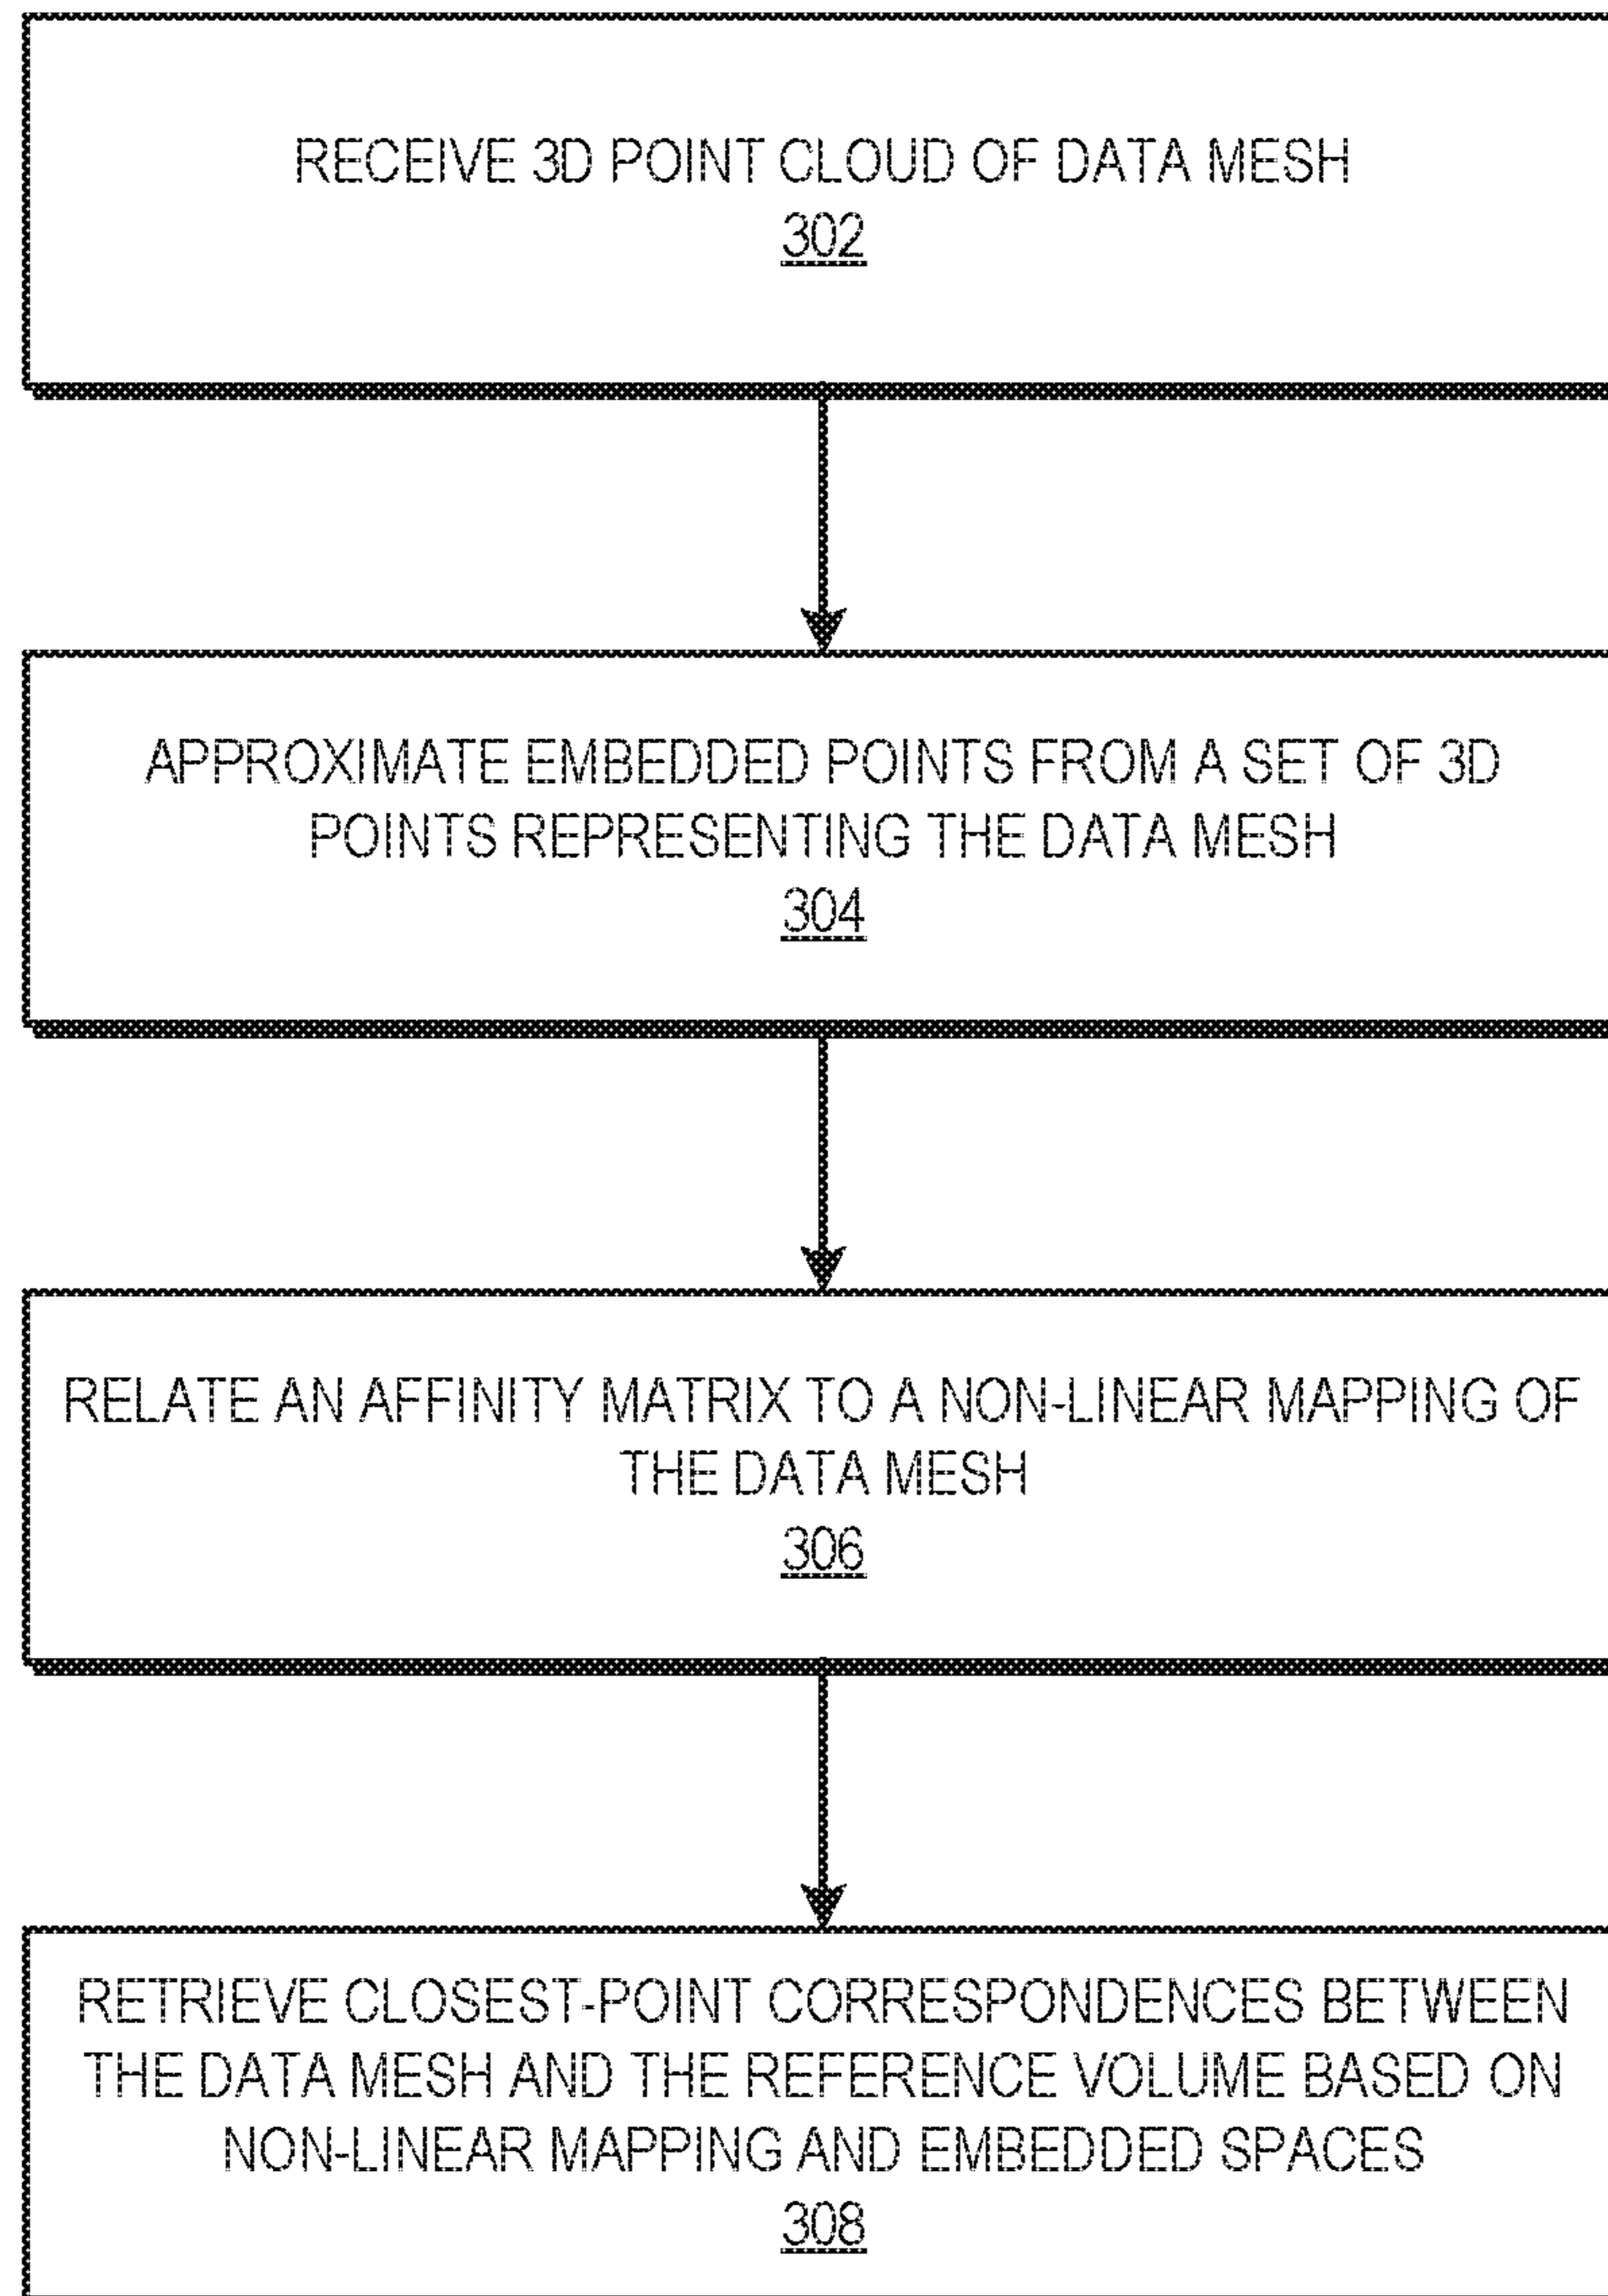 RECEIVE 3D POINT CLOUD OF DATA MESH
302
APPROXIMATE EMBEDDED POINTS FROM A SET OF 3D
POINTS REPRESENTING THE DATA MESH
304
RELATE AN AFFINITY MATRIX TO A NON-LINEAR MAPPING OF
THE DATA MESH
306
RETRIEVE CLOSEST-POINT CORRESPONDENCES BETWEEN
THE DATA MESH AND THE REFERENCE VOLUME BASED ON
NON-LINEAR MAPPING AND EMBEDDED SPACES
308